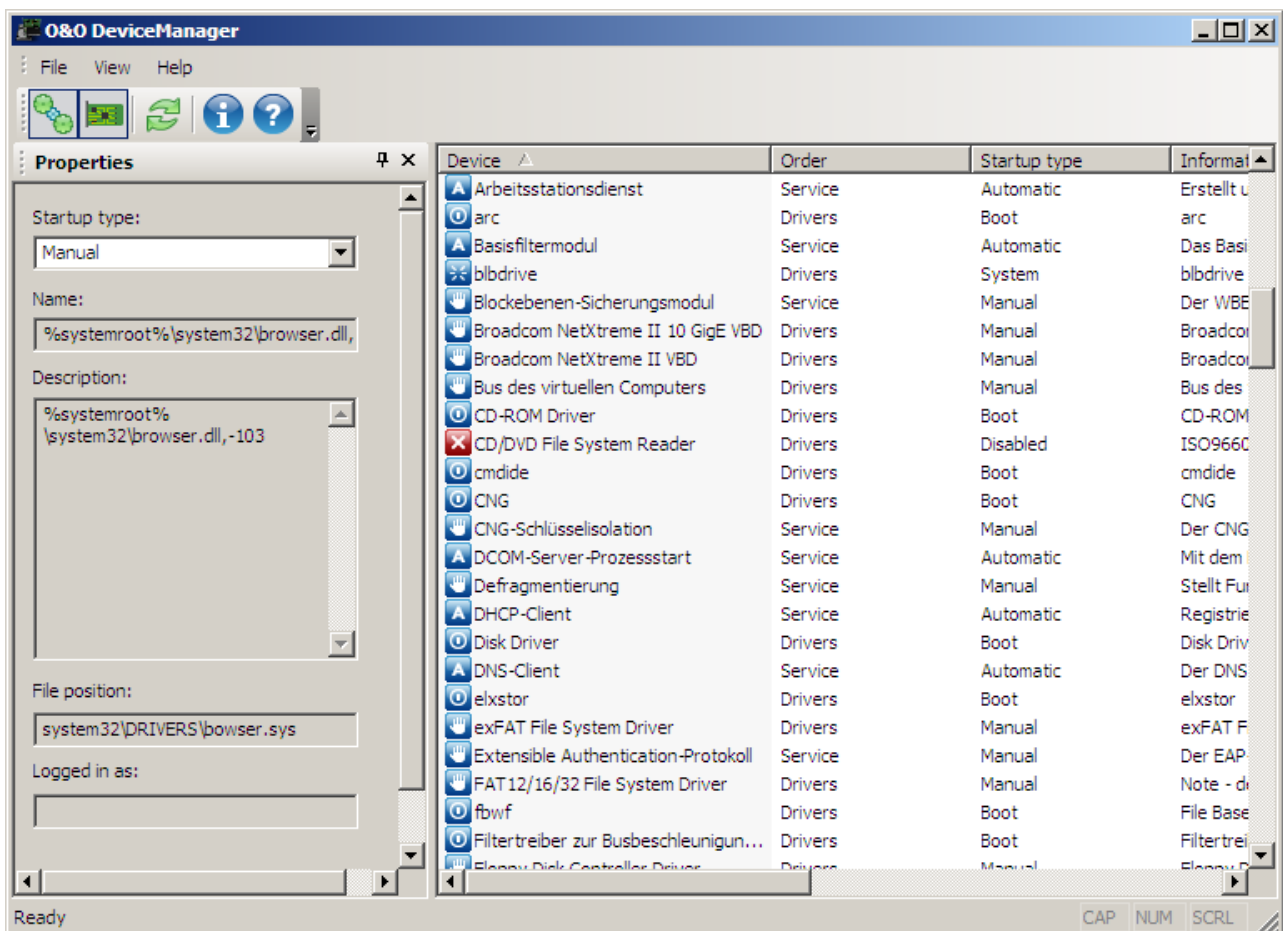 O&O DeviceManager
File View Help
Properties
Startup type:
Manual
Name:
%systemroot%\system32\browser.dll,
Description:
%systemroot%
\system32\browser.dll,-103
File position:
system32\DRIVERS\bowser.sys
Logged in as:
Device Order Startup type Informat
Arbeitsstationsdienst Service Automatic Erstellt u
arc Drivers Boot arc
Basisfiltermodul Service Automatic Das Basi
blbdrive Drivers System blbdrive
Blockebenen-Sicherungsmodul Service Manual Der WBE
Broadcom NetXtreme II 10 GigE VBD Drivers Manual Broadcor
Broadcom NetXtreme II VBD Drivers Manual Broadcor
Bus des virtuellen Computers Drivers Manual Bus des
CD-ROM Driver Drivers Boot CD-ROM
CD/DVD File System Reader Drivers Disabled ISO9660
cmdide Drivers Boot cmdide
CNG Drivers Boot CNG
CNG-Schlüsselisolation Service Manual Der CNG
DCOM-Server-Prozessstart Service Automatic Mit dem
Defragmentierung Service Manual Stellt Fur
DHCP-Client Service Automatic Registrie
Disk Driver Drivers Boot Disk Driv
DNS-Client Service Automatic Der DNS
elxstor Drivers Boot elxstor
exFAT File System Driver Drivers Manual exFAT F
Extensible Authentication-Protokoll Service Manual Der EAP-
FAT12/16/32 File System Driver Drivers Manual Note - d
fbwf Drivers Boot File Base
Filtertreiber zur Busbeschleunigun... Drivers Boot Filtertrei
Floppy Disk Controller Driver Drivers Manual Floppy D
Ready CAP NUM SCRL